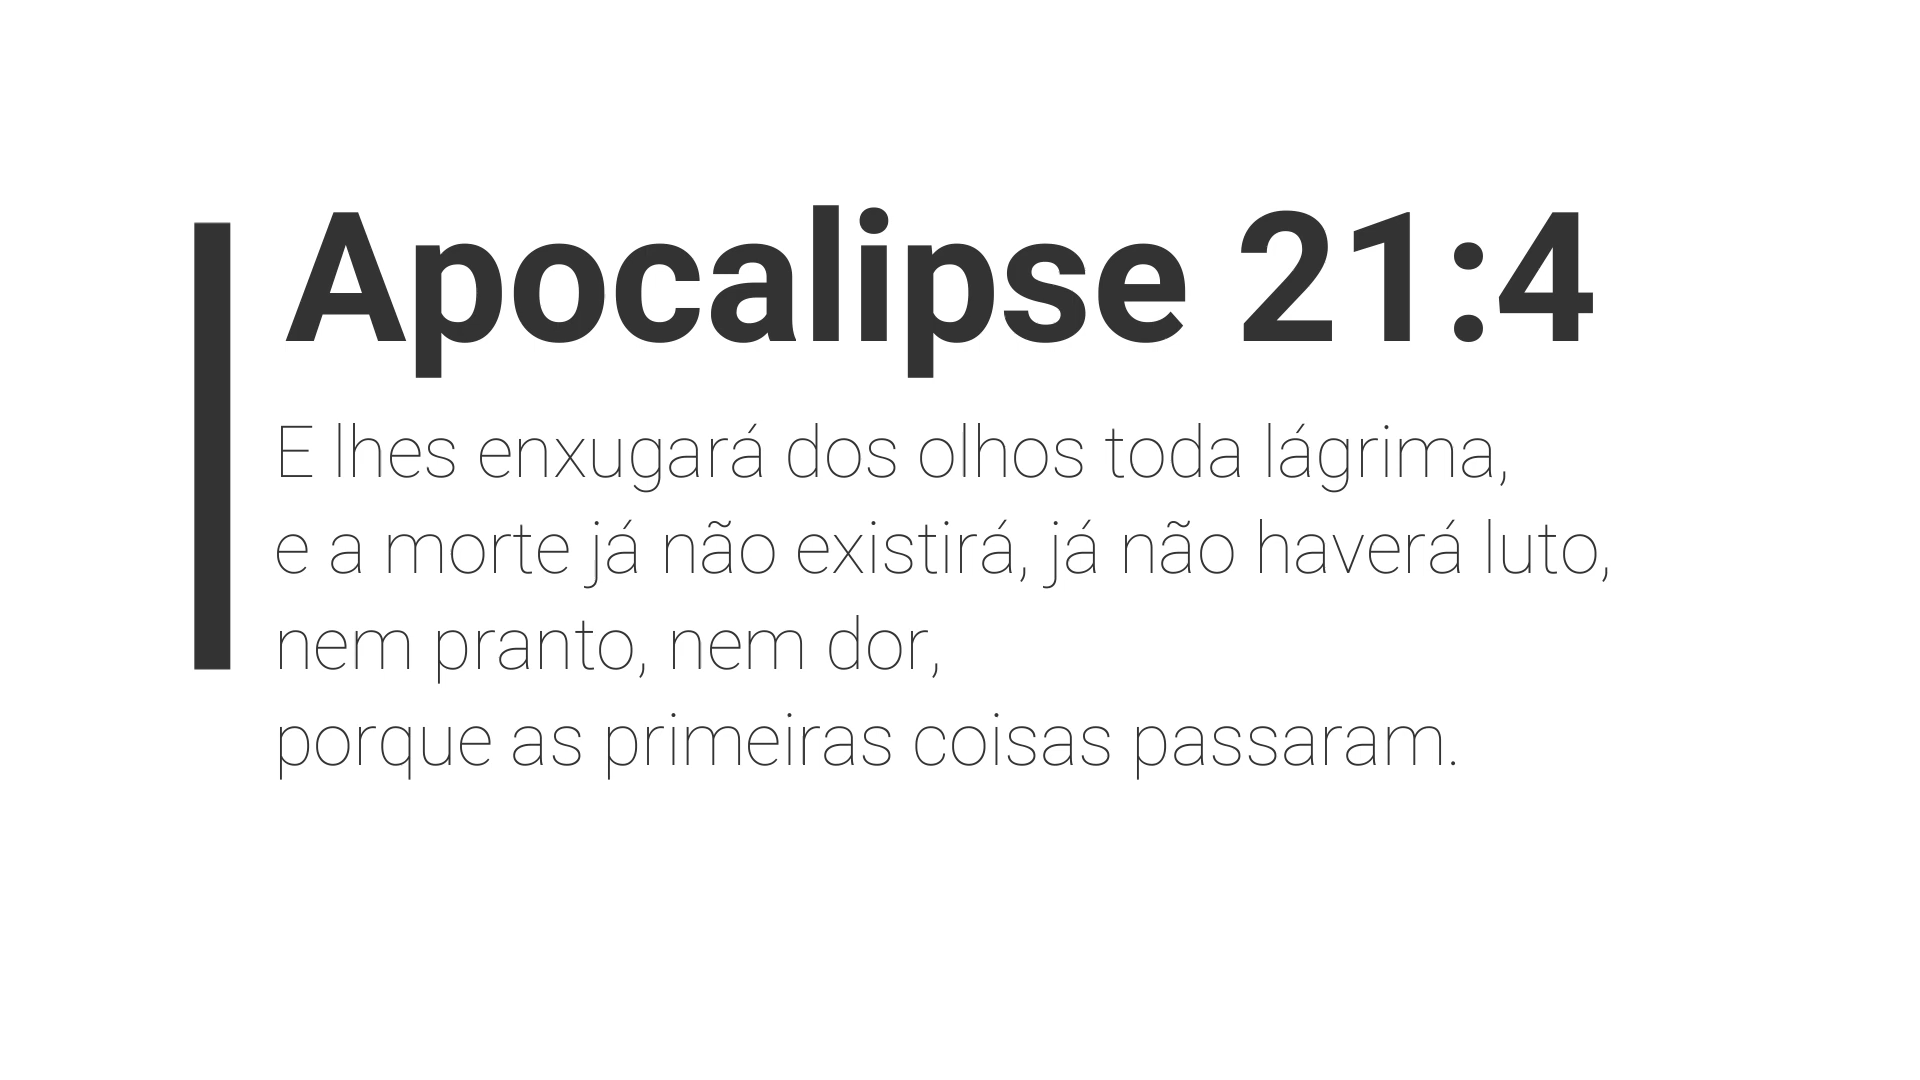 Apocalipse 21:4
E lhes enxugará dos olhos toda lágrima,
e a morte já não existirá, já não haverá luto,
nem pranto, nem dor,
porque as primeiras coisas passaram.